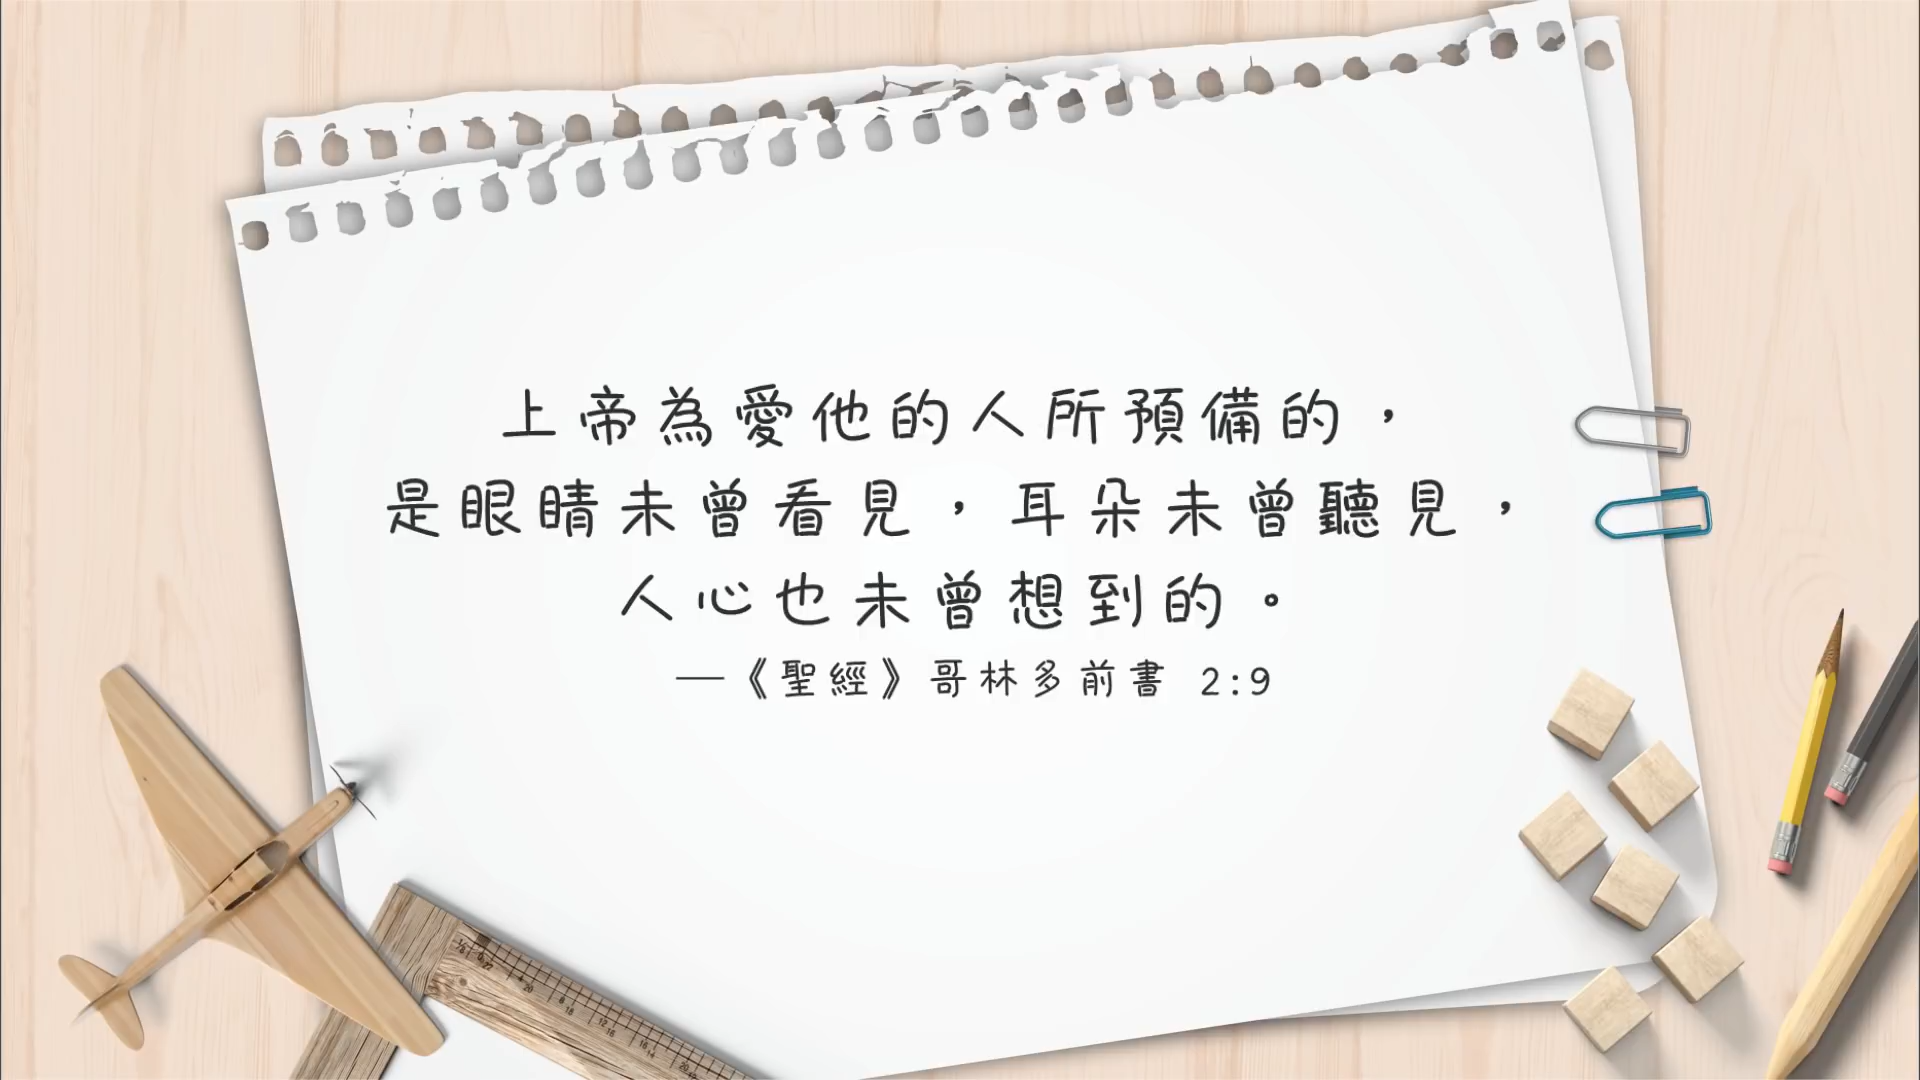 上帝為愛他的人所預備的，
是眼睛未曾看見，耳朵未曾聽見，
人心也未曾想到的。
—《聖經》哥林多前書 2:9